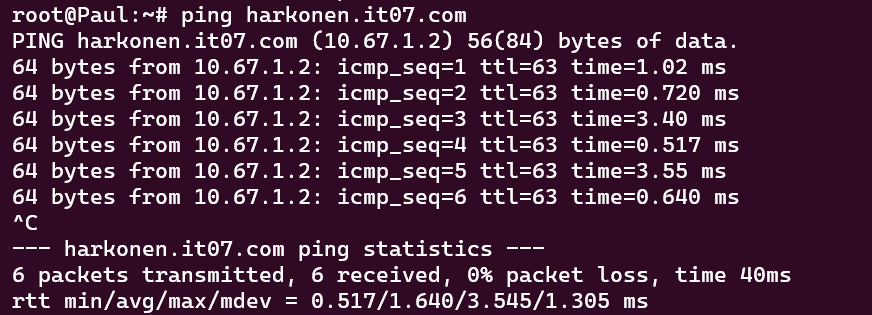 root@Paul:~# ping harkonen.it07.com
PING harkonen.it07.com (10.67.1.2) 56(84) bytes of data.
64 bytes from 10.67.1.2: icmp_seq=1 ttl=63 time=1.02 ms
64 bytes from 10.67.1.2: icmp_seq=2 ttl=63 time=0.720 ms
64 bytes from 10.67.1.2: icmp_seq=3 ttl=63 time=3.40 ms
64 bytes from 10.67.1.2: icmp_seq=4 ttl=63 time=0.517 ms
64 bytes from 10.67.1.2: icmp_seq=5 ttl=63 time=3.55 ms
64 bytes from 10.67.1.2: icmp_seq=6 ttl=63 time=0.640 ms
^C
--- harkonen.it07.com ping statistics ---
6 packets transmitted, 6 received, 0% packet loss, time 40ms
rtt min/avg/max/mdev = 0.517/1.640/3.545/1.305 ms